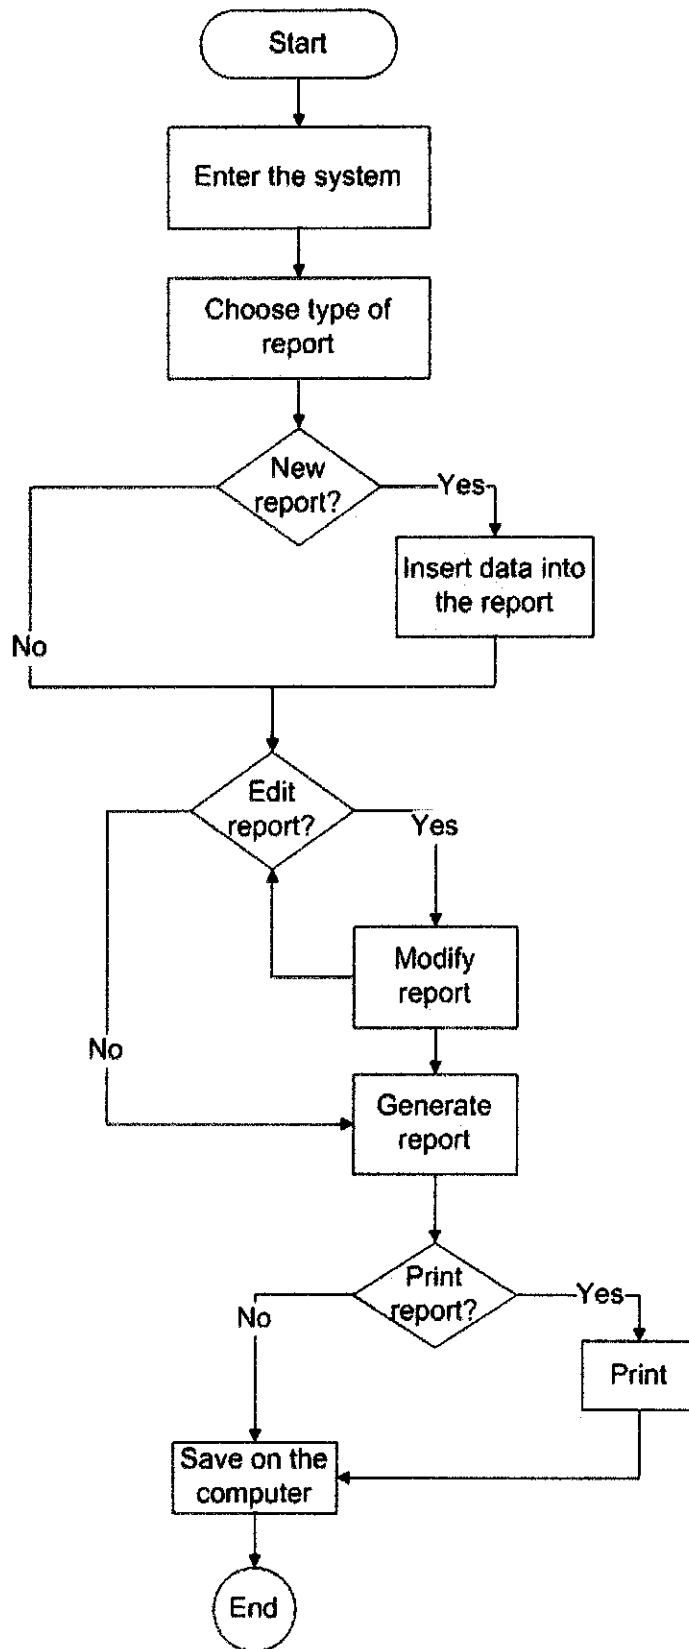 Start
Enter the system
Choose type of
report
New
report?
Yes
Insert data into
the report
No
Edit
report?
Yes
Modify
report
No
Generate
report
Print
report?
Yes
No
Print
Save on the
computer
End